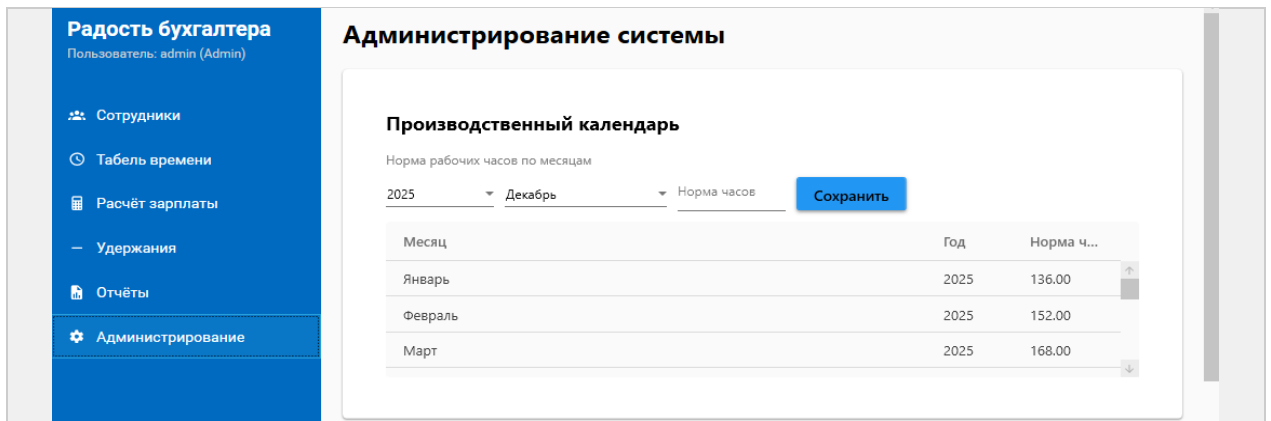 Радость бухгалтера
Пользователь: admin (Admin)
Сотрудники
Табель времени
Расчёт зарплаты
Удержания
Отчёты
Администрирование
Администрирование системы
Производственный календарь
Норма рабочих часов по месяцам
2025 Декабрь Норма часов Сохранить
Месяц Год Норма ч...
Январь 2025 136.00
Февраль 2025 152.00
Март 2025 168.00